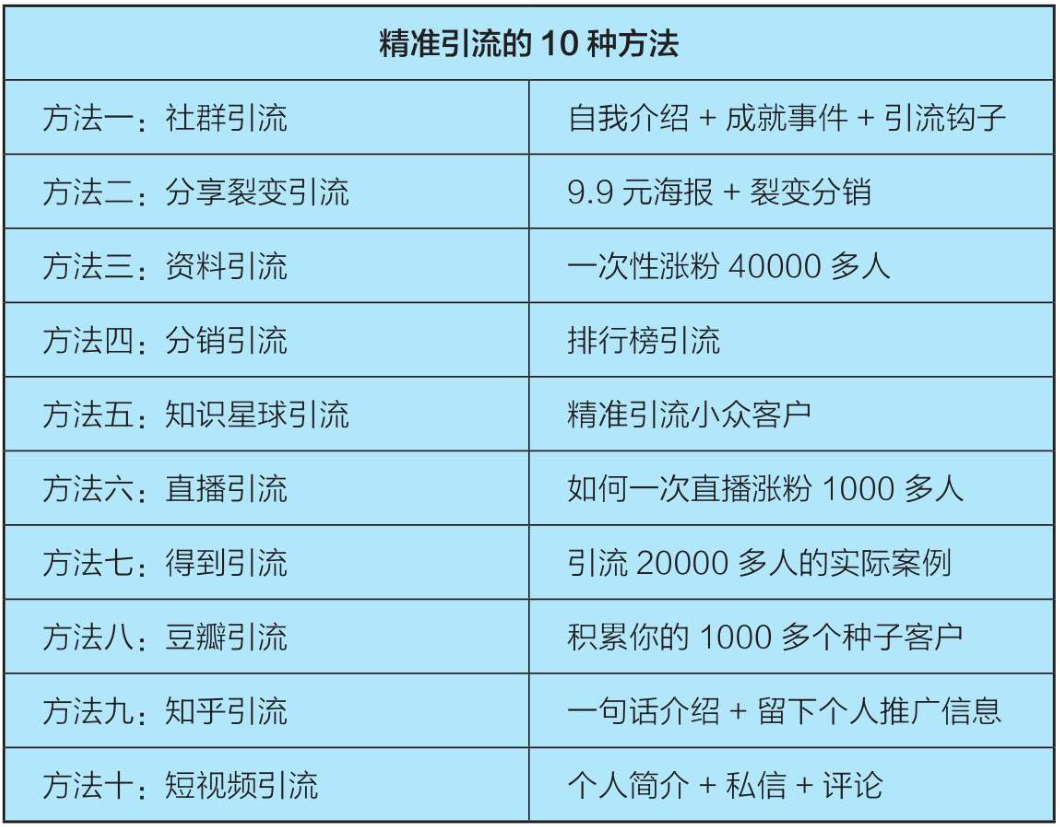 精准引流的 10 种方法
方法一：社群引流 自我介绍 + 成就事件 + 引流钩子
方法二：分享裂变引流 9.9 元海报 + 裂变分销
方法三：资料引流 一次性涨粉 40000 多人
方法四：分销引流 排行榜引流
方法五：知识星球引流 精准引流小众客户
方法六：直播引流 如何一次直播涨粉 1000 多人
方法七：得到引流 引流 20000 多人的实际案例
方法八：豆瓣引流 积累你的 1000 多个种子客户
方法九：知乎引流 一句话介绍 + 留下个人推广信息
方法十：短视频引流 个人简介 + 私信 + 评论